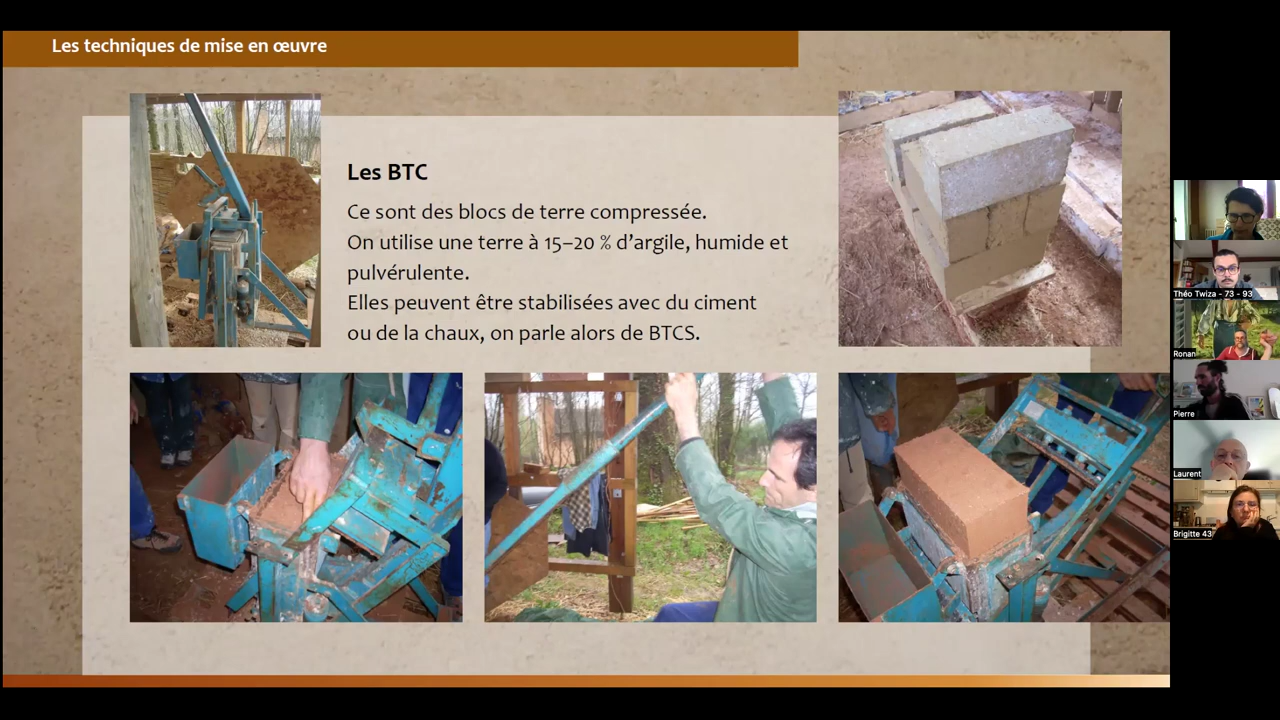 Les techniques de mise en œuvre
Les BTC
Ce sont des blocs de terre compressée.
On utilise une terre à 15–20 % d’argile, humide et
pulvérulente.
Elles peuvent être stabilisées avec du ciment
ou de la chaux, on parle alors de BTCS.
Théo Twiza - 73 - 93
Ronan
Pierre
Laurent
Brigitte 43